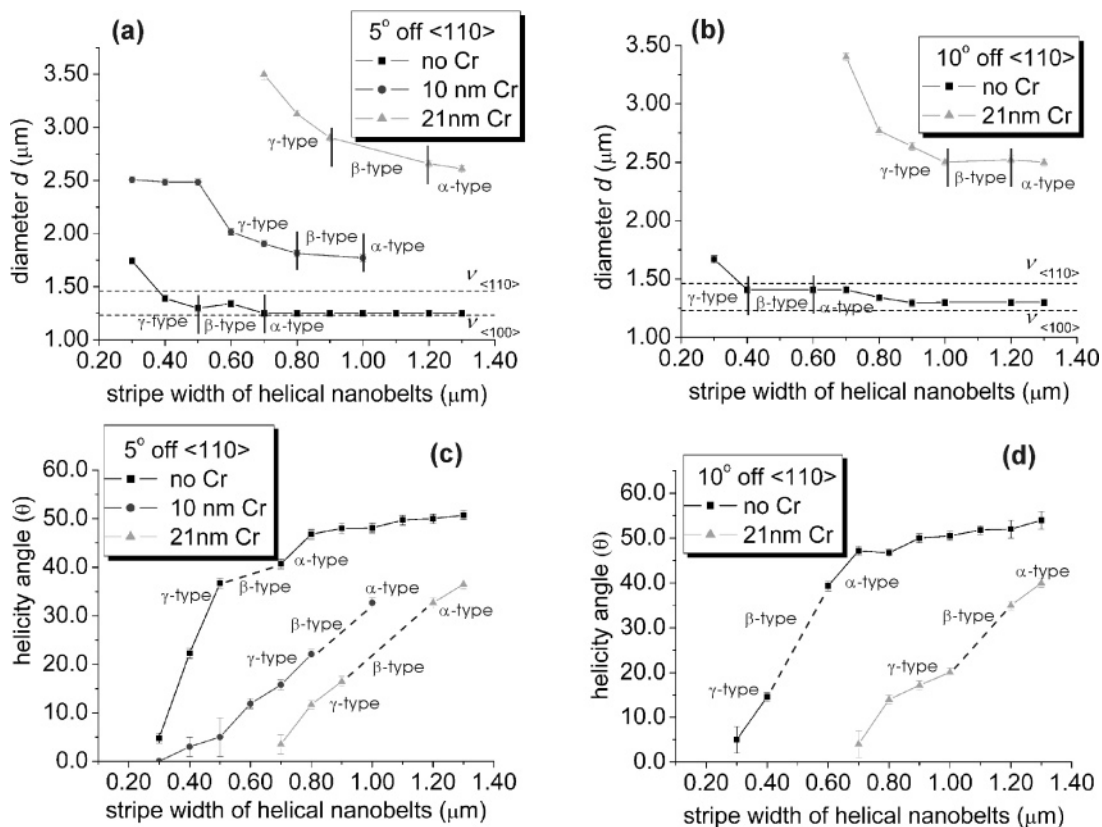 (a)
5° off <110>
no Cr
10 nm Cr
21nm Cr
3.50
3.00
2.50
2.00
1.50
1.00
diameter d (μm)
γ-type
β-type
α-type
γ-type
β-type
α-type
γ-type
β-type
α-type
ν <110>
ν <100>
0.20 0.40 0.60 0.80 1.00 1.20 1.40
stripe width of helical nanobelts (μm)
(b)
10° off <110>
no Cr
21nm Cr
3.50
3.00
2.50
2.00
1.50
1.00
diameter d (μm)
γ-type
β-type
α-type
ν <110>
γ-type
β-type
α-type
ν <100>
0.20 0.40 0.60 0.80 1.00 1.20 1.40
stripe width of helical nanobelts (μm)
(c)
5° off <110>
no Cr
10 nm Cr
21nm Cr
60.0
50.0
40.0
30.0
20.0
10.0
0.0
helicity angle (θ)
γ-type
β-type
α-type
γ-type
β-type
α-type
β-type
α-type
0.20 0.40 0.60 0.80 1.00 1.20 1.40
stripe width of helical nanobelts (μm)
(d)
10° off <110>
no Cr
21nm Cr
60.0
50.0
40.0
30.0
20.0
10.0
0.0
helicity angle (θ)
γ-type
β-type
α-type
γ-type
β-type
α-type
0.20 0.40 0.60 0.80 1.00 1.20 1.40
stripe width of helical nanobelts (μm)